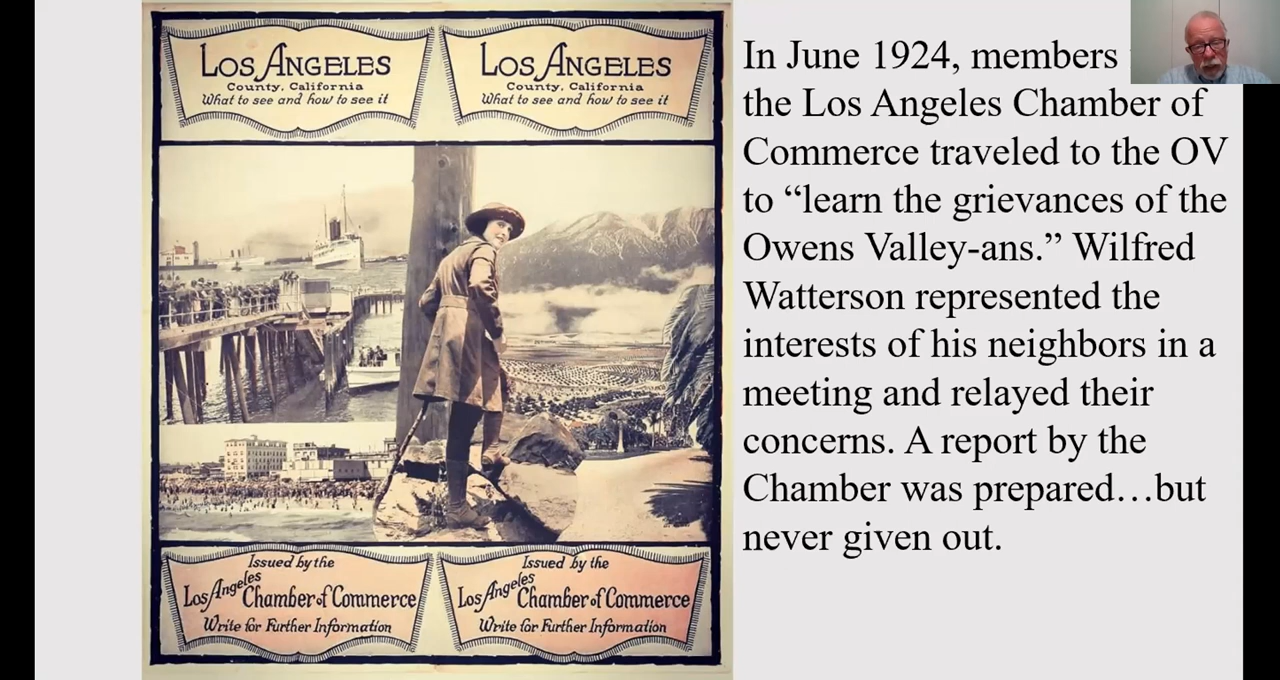 Los Angeles
County, California
What to see and how to see it
Los Angeles
County, California
What to see and how to see it
Issued by the
Los Angeles Chamber of Commerce
Write for Further Information
Issued by the
Los Angeles Chamber of Commerce
Write for Further Information
In June 1924, members
the Los Angeles Chamber of
Commerce traveled to the OV
to “learn the grievances of the
Owens Valley-ans.” Wilfred
Watterson represented the
interests of his neighbors in a
meeting and relayed their
concerns. A report by the
Chamber was prepared…but
never given out.